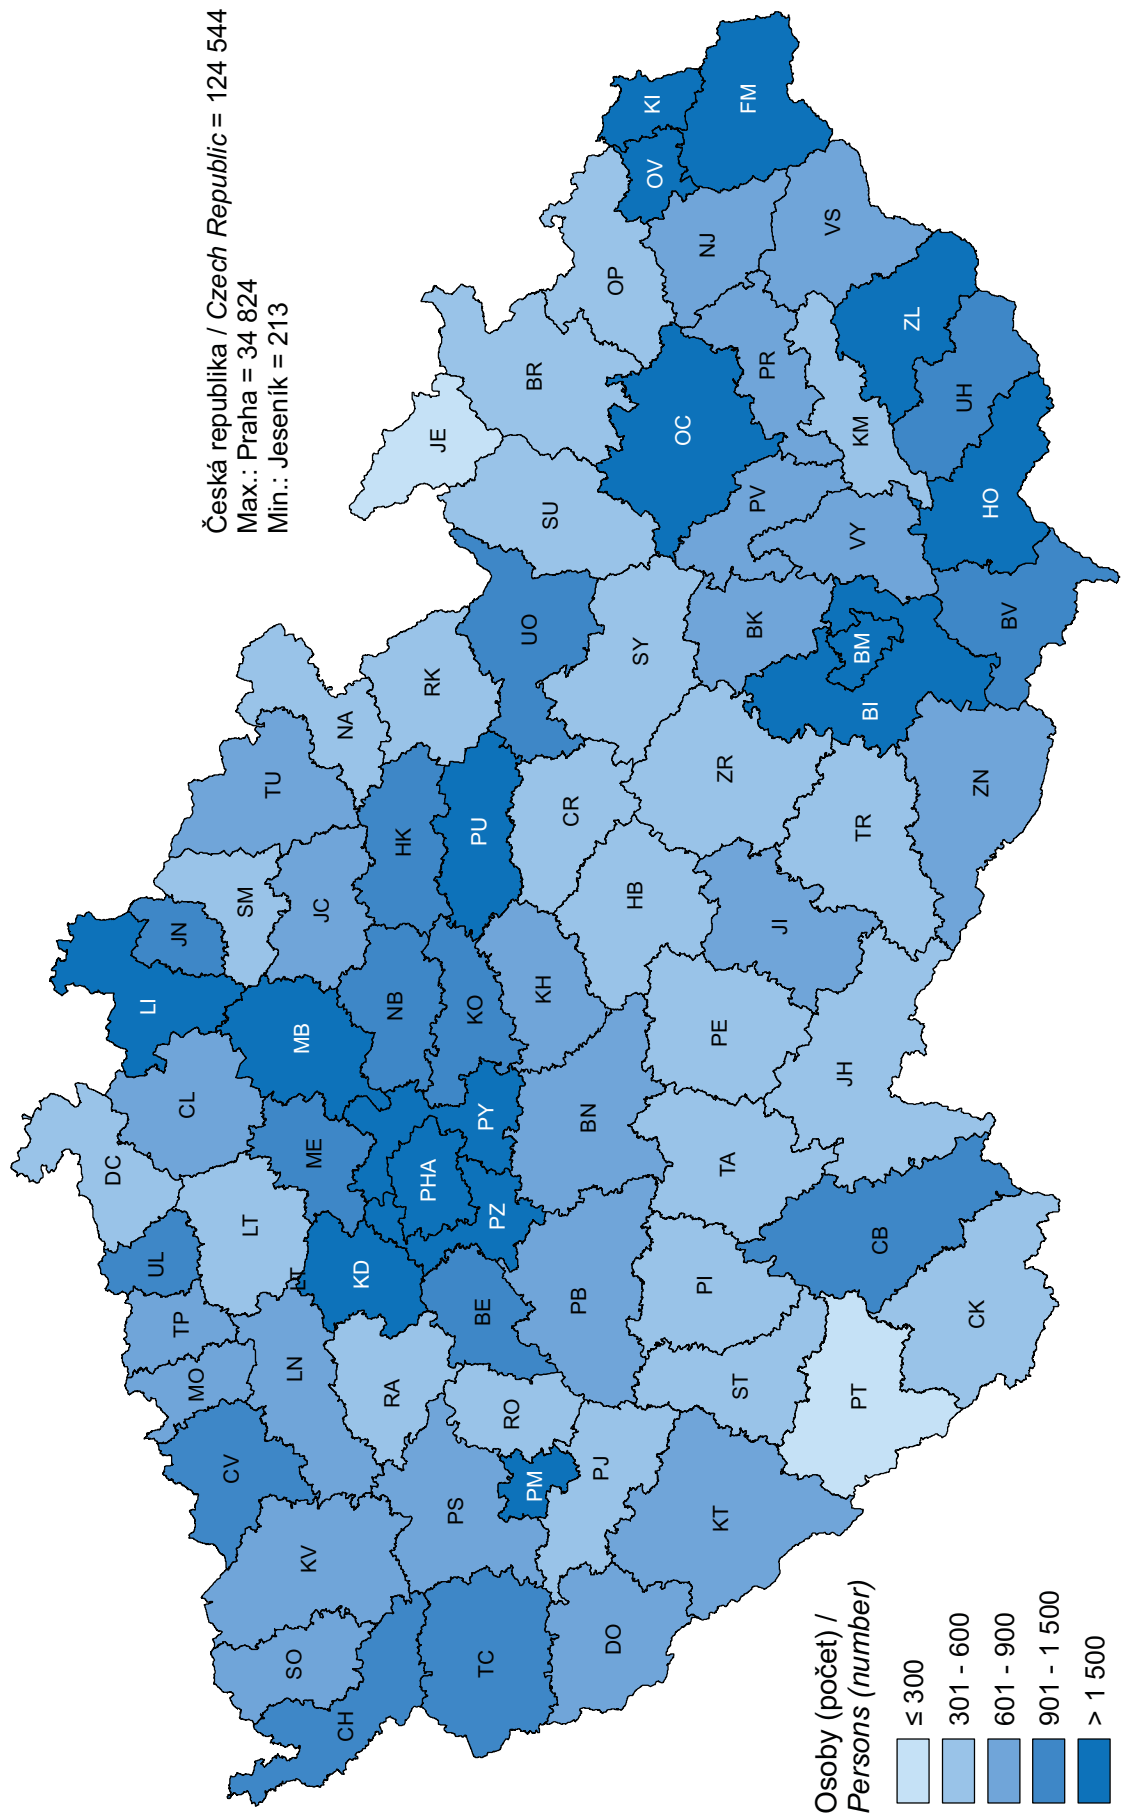 Česká republika / Czech Republic = 124 544
Max.: Praha = 34 824
Min.: Jeseník = 213
DC
LI
JN
UL
CL
SM
TU
TP
LT
MB
JC
NA
MO
ME
LT
JE
CV
LN
KD
NB
HK
RK
KV
RA
PHA
KO
PU
UO
SO
BE
PZ
PY
KH
CR
SU
BR
CH
PS
RO
PB
BN
HB
SY
OC
OP
OV
KI
TC
PM
PJ
PI
TA
PE
ZR
BK
PV
PR
NJ
FM
DO
KT
ST
CB
JH
JI
TR
BI
BM
VY
KM
VS
PT
CK
ZN
BV
HO
UH
ZL
Osoby (počet) /
Persons (number)
≤ 300
301 - 600
601 - 900
901 - 1 500
> 1 500